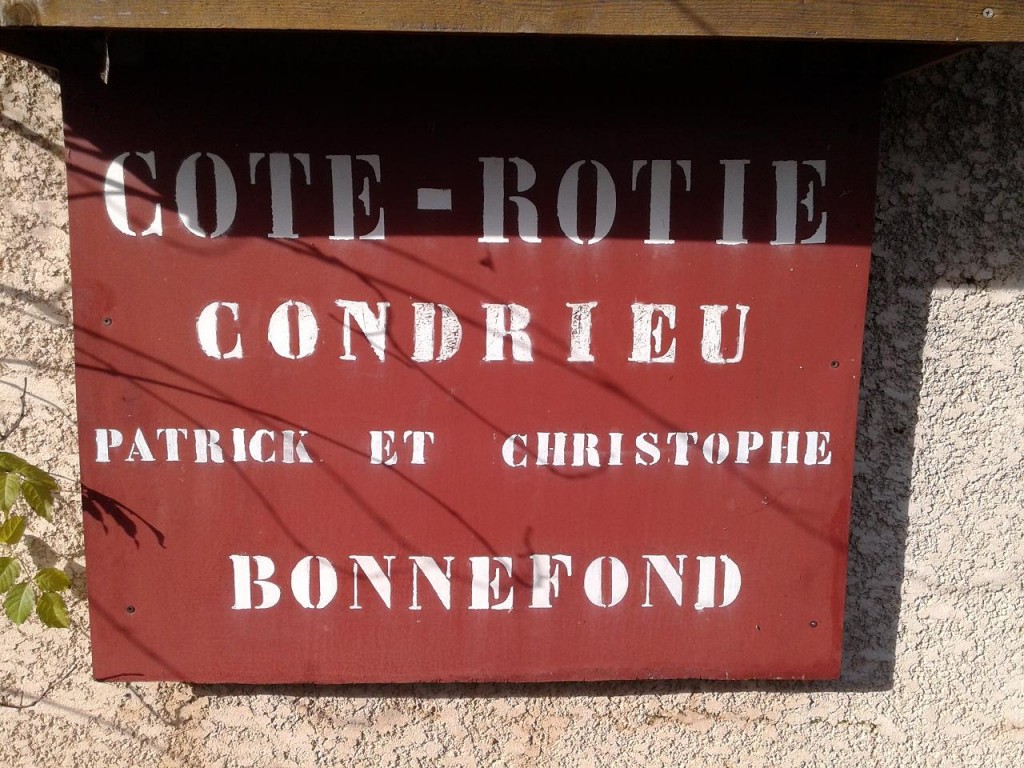 COTE-ROTIE
CONDRIEU
PATRICK ET CHRISTOPHE
BONNEFOND